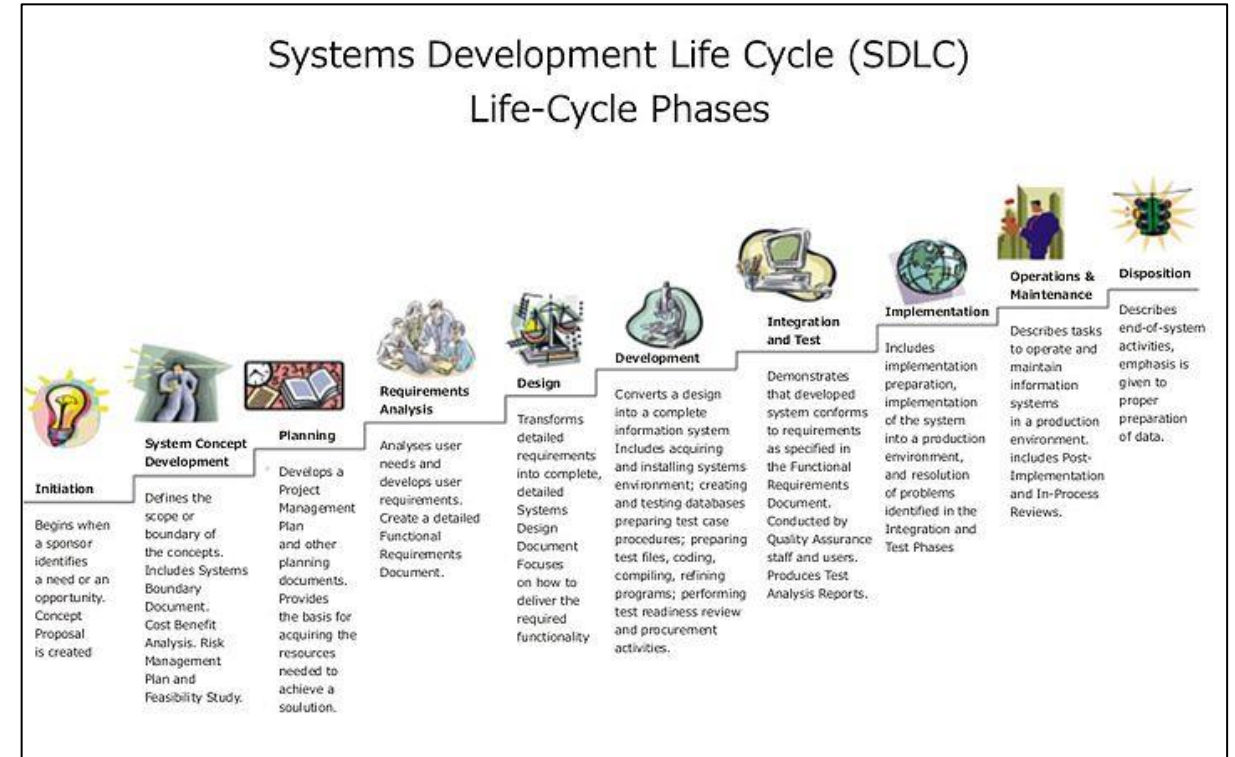 Systems Development Life Cycle (SDLC)
Life-Cycle Phases
Initiation
Begins when
a sponsor
identifies
a need or an
opportunity.
Concept
Proposal
is created
System Concept
Development
Defines the
scope or
boundary of
the concepts.
Includes Systems
Boundary
Document.
Cost Benefit
Analysis. Risk
Management
Plan and
Feasibility Study.
Planning
Develops a
Project
Management
Plan
and other
planning
documents.
Provides
the basis for
acquiring the
resources
needed to
achieve a
soulution.
Requirements
Analysis
Analyses user
needs and
develops user
requirements.
Create a detailed
Functional
Requirements
Document.
Design
Transforms
detailed
requirements
into complete,
detailed
Systems
Design
Document
Focuses
on how to
deliver the
required
functionality
Development
Converts a design
into a complete
information system
Includes acquiring
and installing systems
environment; creating
and testing databases
preparing test case
procedures; preparing
test files, coding,
compiling, refining
programs; performing
test readiness review
and procurement
activities.
Integration
and Test
Demonstrates
that developed
system conforms
to requirements
as specified in
the Functional
Requirements
Document.
Conducted by
Quality Assurance
staff and users.
Produces Test
Analysis Reports.
Implementation
Includes
implementation
preparation,
implementation
of the system
into a production
environment,
and resolution
of problems
identified in the
Integration and
Test Phases
Operations &
Maintenance
Describes tasks
to operate and
maintain
information
systems
in a production
environment.
includes Post-
Implementation
and In-Process
Reviews.
Disposition
Describes
end-of-system
activities,
emphasis is
given to
proper
preparation
of data.